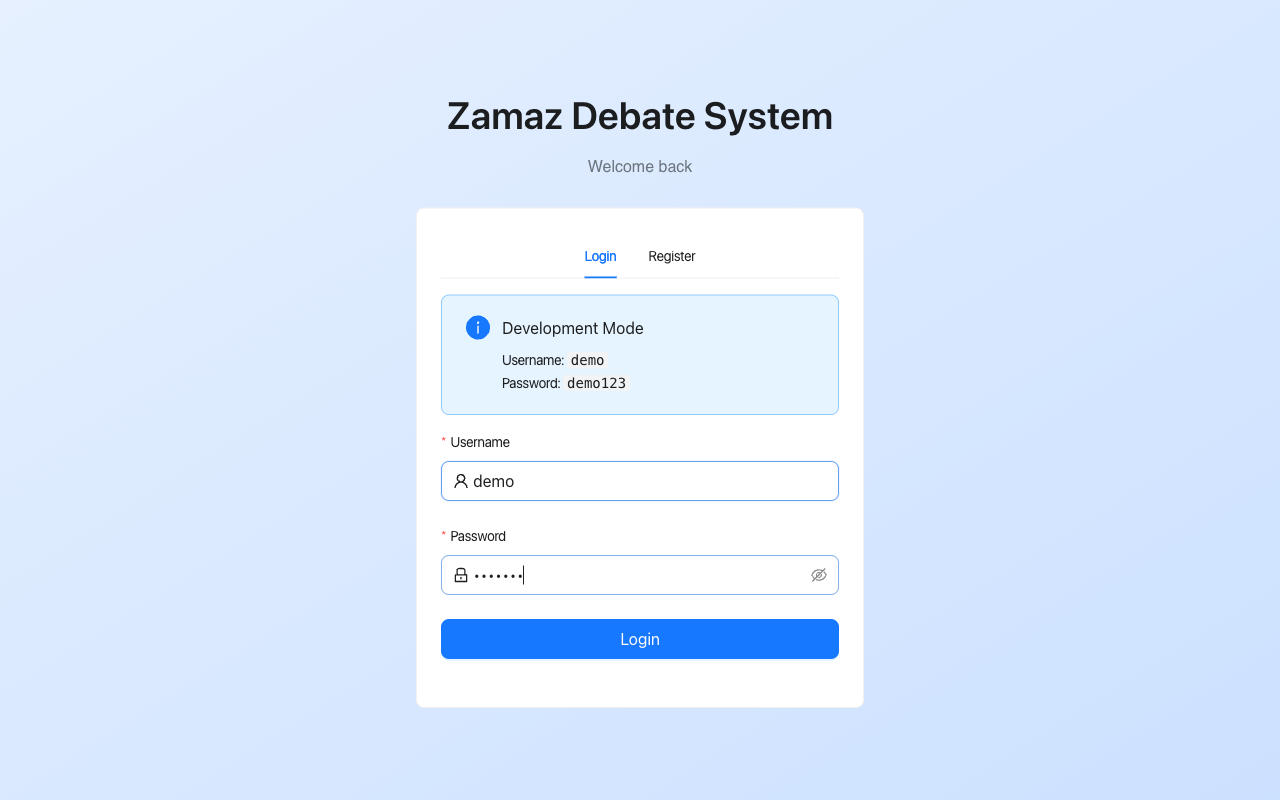 Zamaz Debate System
Welcome back
Login Register
Development Mode
Username: demo
Password: demo123
* Username
demo
* Password
•••••••
Login